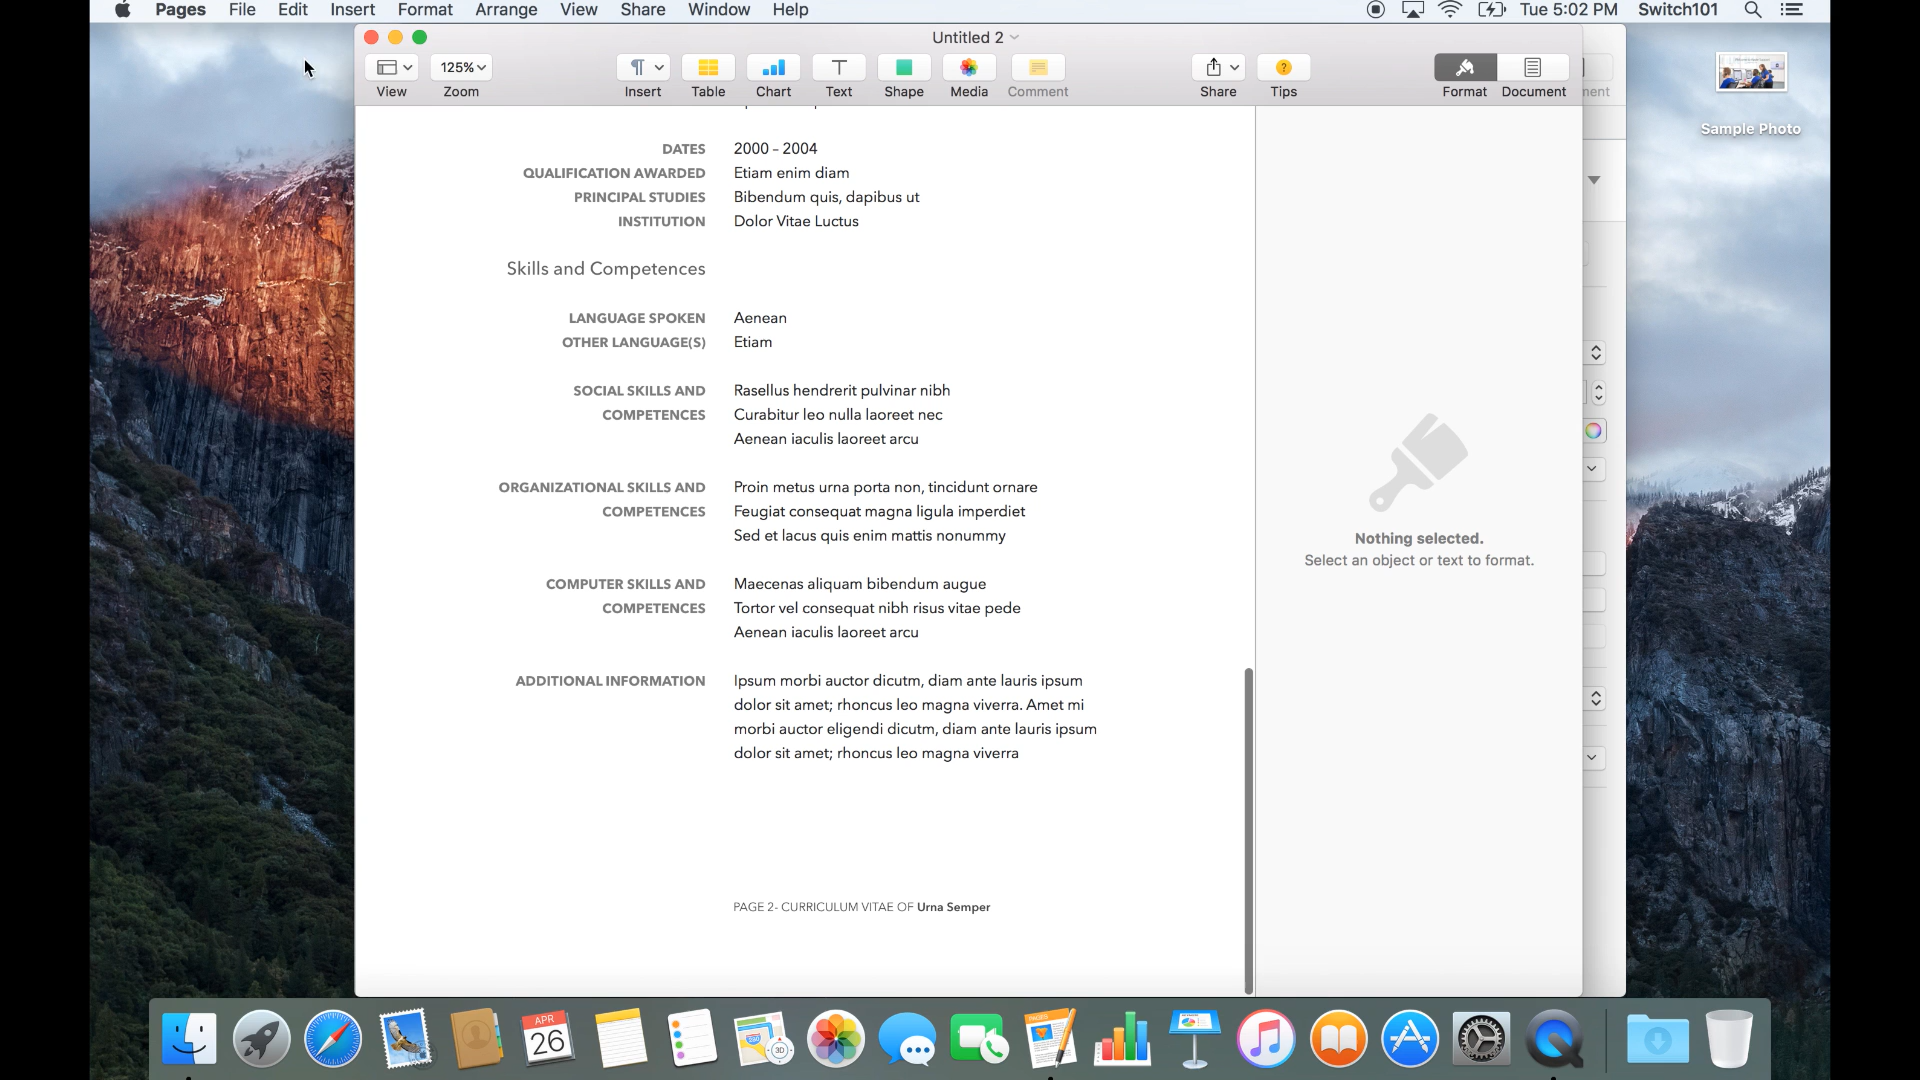 Pages File Edit Insert Format Arrange View Share Window Help Tue 5:02 PM Switch101
Untitled 2
125%
View Zoom Insert Table Chart Text Shape Media Comment Share Tips Format Document
Sample Photo
DATES 2000 – 2004
QUALIFICATION AWARDED Etiam enim diam
PRINCIPAL STUDIES Bibendum quis, dapibus ut
INSTITUTION Dolor Vitae Luctus
Skills and Competences
LANGUAGE SPOKEN Aenean
OTHER LANGUAGE(S) Etiam
SOCIAL SKILLS AND Rasellus hendrerit pulvinar nibh
COMPETENCES Curabitur leo nulla laoreet nec
Aenean iaculis laoreet arcu
ORGANIZATIONAL SKILLS AND Proin metus urna porta non, tincidunt ornare
COMPETENCES Feugiat consequat magna ligula imperdiet
Sed et lacus quis enim mattis nonummy
COMPUTER SKILLS AND Maecenas aliquam bibendum augue
COMPETENCES Tortor vel consequat nibh risus vitae pede
Aenean iaculis laoreet arcu
ADDITIONAL INFORMATION Ipsum morbi auctor dicutm, diam ante lauris ipsum
dolor sit amet; rhoncus leo magna viverra. Amet mi
morbi auctor eligendi dicutm, diam ante lauris ipsum
dolor sit amet; rhoncus leo magna viverra
PAGE 2- CURRICULUM VITAE OF Urna Semper
Nothing selected.
Select an object or text to format.
APR
26
3D